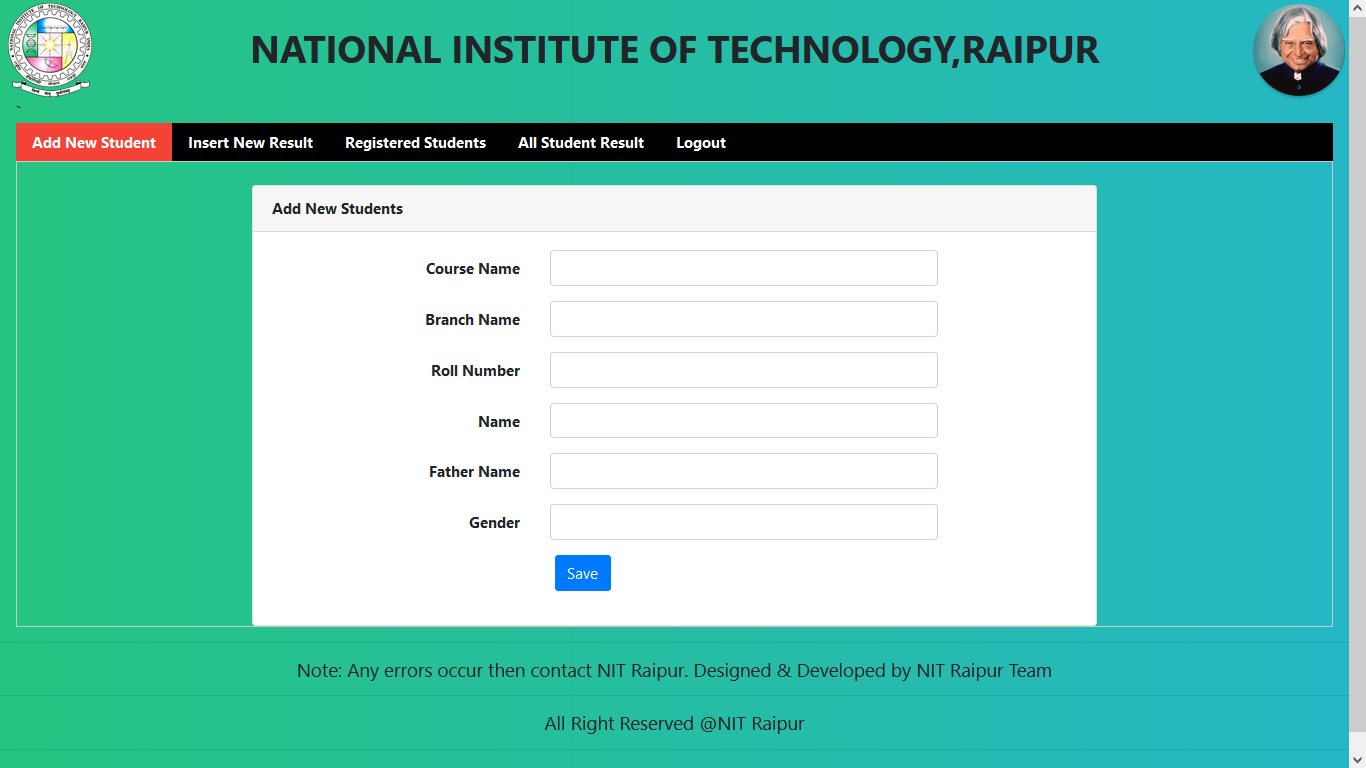 NATIONAL INSTITUTE OF TECHNOLOGY,RAIPUR
`
Add New Student Insert New Result Registered Students All Student Result Logout
Add New Students
Course Name
Branch Name
Roll Number
Name
Father Name
Gender
Save
Note: Any errors occur then contact NIT Raipur. Designed & Developed by NIT Raipur Team
All Right Reserved @NIT Raipur